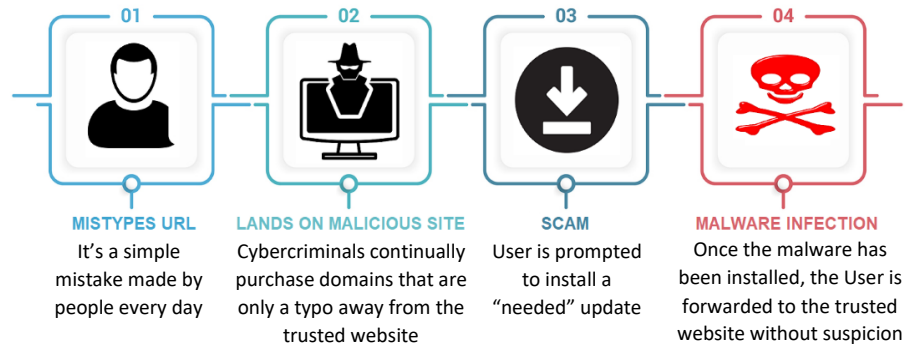 01
MISTYPES URL
It’s a simple
mistake made by
people every day
02
LANDS ON MALICIOUS SITE
Cybercriminals continually
purchase domains that are
only a typo away from the
trusted website
03
SCAM
User is prompted
to install a
“needed” update
04
MALWARE INFECTION
Once the malware has
been installed, the User is
forwarded to the trusted
website without suspicion